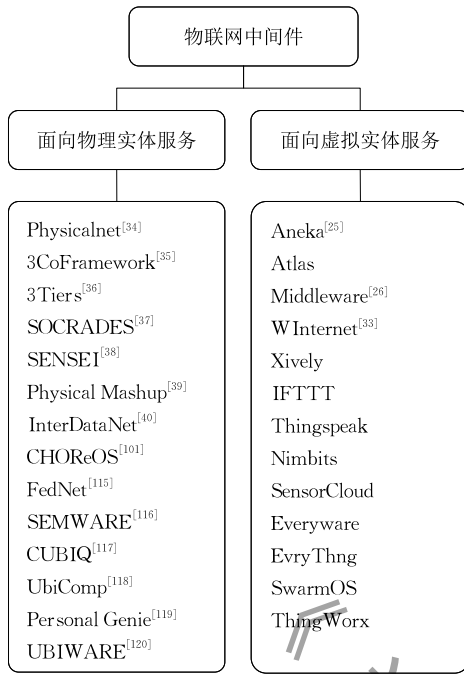 物联网中间件
面向物理实体服务
面向虚拟实体服务
Physicalnet[34]
3CoFramework[35]
3Tiers[36]
SOCRADES[37]
SENSEI[38]
Physical Mashup[39]
InterDataNet[40]
CHOReOS[101]
FedNet[115]
SEMWARE[116]
CUBIQ[117]
UbiComp[118]
Personal Genie[119]
UBIWARE[120]
Aneka[25]
Atlas
Middleware[26]
WInternet[33]
Xively
IFTTT
Thingspeak
Nimbits
SensorCloud
Everyware
EvryThng
SwarmOS
ThingWorx